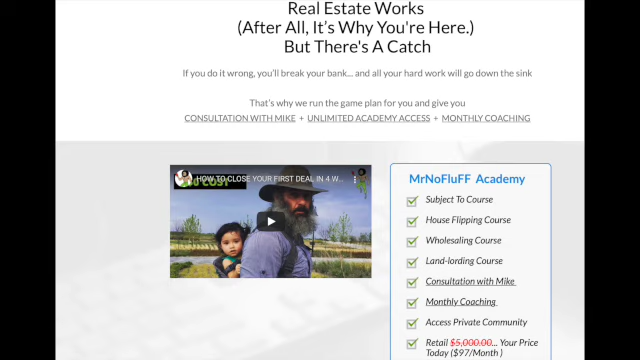 Real Estate Works
(After All, It's Why You're Here.)
But There's A Catch
If you do it wrong, you'll break your bank... and all your hard work will go down the sink
That's why we run the game plan for you and give you
CONSULTATION WITH MIKE + UNLIMITED ACADEMY ACCESS + MONTHLY COACHING
HOW TO CLOSE YOUR FIRST DEAL IN 4 W...
COST
MrNoFluFF Academy
Subject To Course
House Flipping Course
Wholesaling Course
Land-lording Course
Consultation with Mike
Monthly Coaching
Access Private Community
Retail $5,000.00... Your Price
Today ($97/Month )